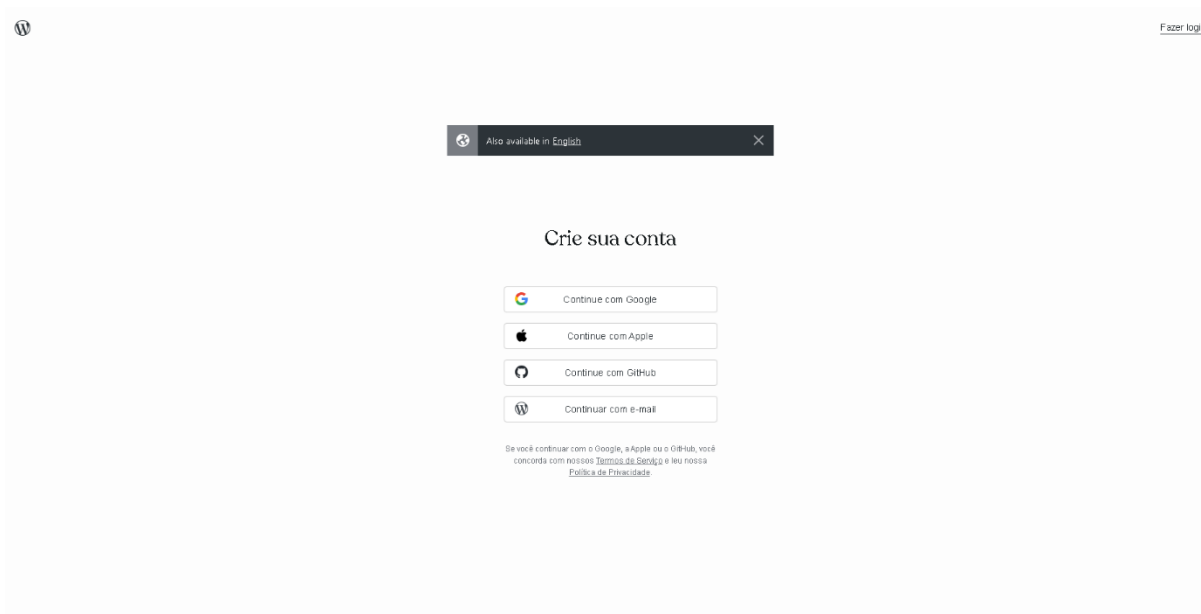 Fazer logi
Also available in English
Crie sua conta
Continue com Google
Continue com Apple
Continue com GitHub
Continuar com e-mail
Se você continuar com o Google, a Apple ou o GitHub, você
concorda com nossos Termos de Serviço e leu nossa
Política de Privacidade.